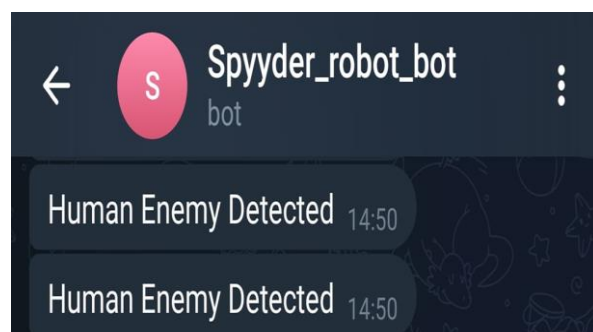 S
Spyyder_robot_bot
bot
Human Enemy Detected 14:50
Human Enemy Detected 14:50